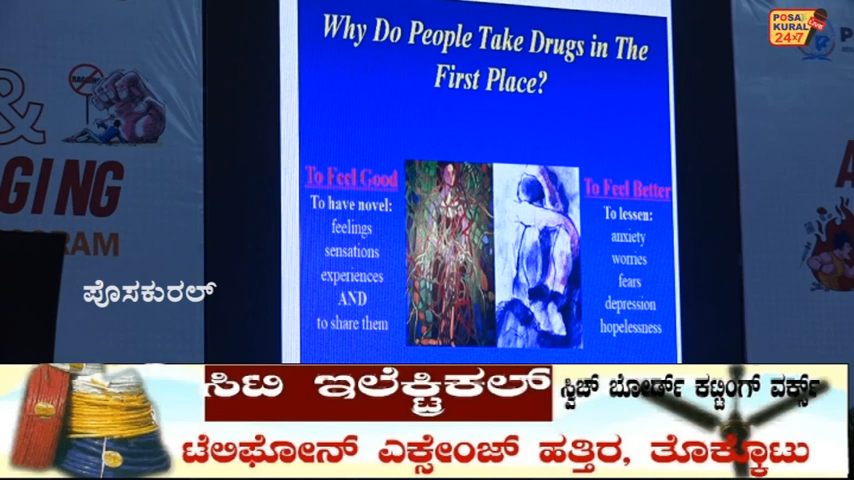 POSA
KURAL
24x7
LIVE
P
&
RAGGING
GING
RAM
A
Why Do People Take Drugs in The
First Place?
To Feel Good
To have novel:
feelings
sensations
experiences
AND
to share them
To Feel Better
To lessen:
anxiety
worries
fears
depression
hopelessness
ಪೊಸಕುರಲ್
ಸಿಟಿ ಇಲೆಕ್ಟ್ರಿಕಲ್
ಸ್ವಿಚ್ ಬೋರ್ಡ್ ಕಟ್ಟಿಂಗ್ ವರ್ಕ್ಸ್
ಟೆಲಿಫೋನ್ ಎಕ್ಸೇಂಜ್ ಹತ್ತಿರ, ತೊಕ್ಕೊಟು